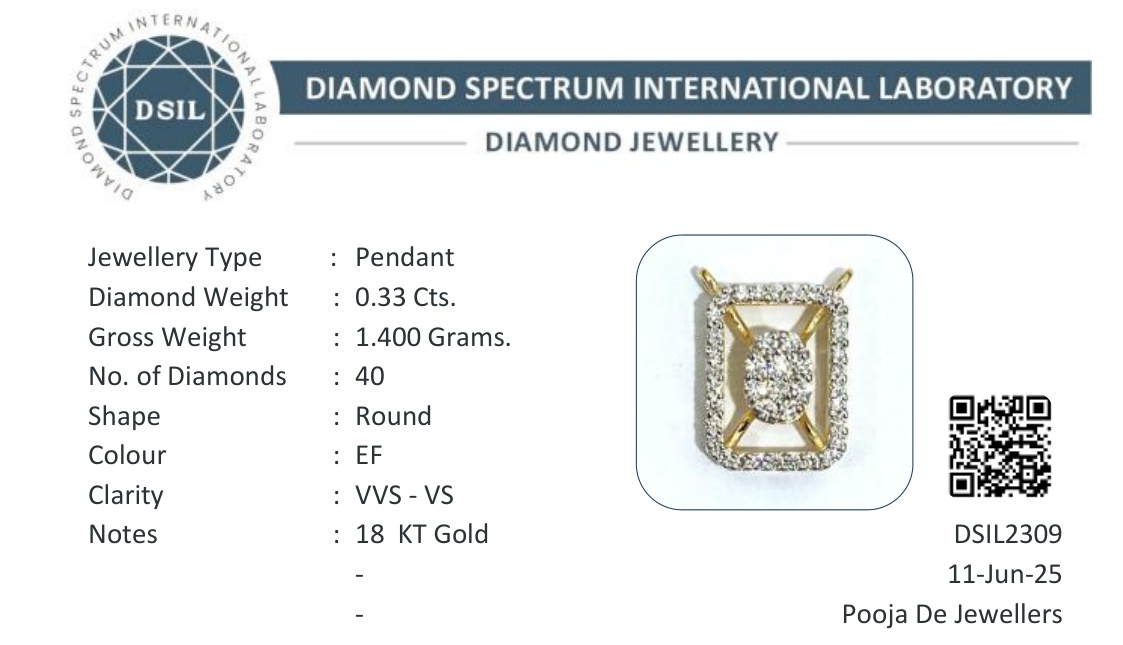 DIAMOND SPECTRUM INTERNATIONAL LABORATORY
DSIL
DIAMOND SPECTRUM INTERNATIONAL LABORATORY
DIAMOND JEWELLERY
Jewellery Type : Pendant
Diamond Weight : 0.33 Cts.
Gross Weight : 1.400 Grams.
No. of Diamonds : 40
Shape : Round
Colour : EF
Clarity : VVS - VS
Notes : 18 KT Gold
-
-
DSIL2309
11-Jun-25
Pooja De Jewellers